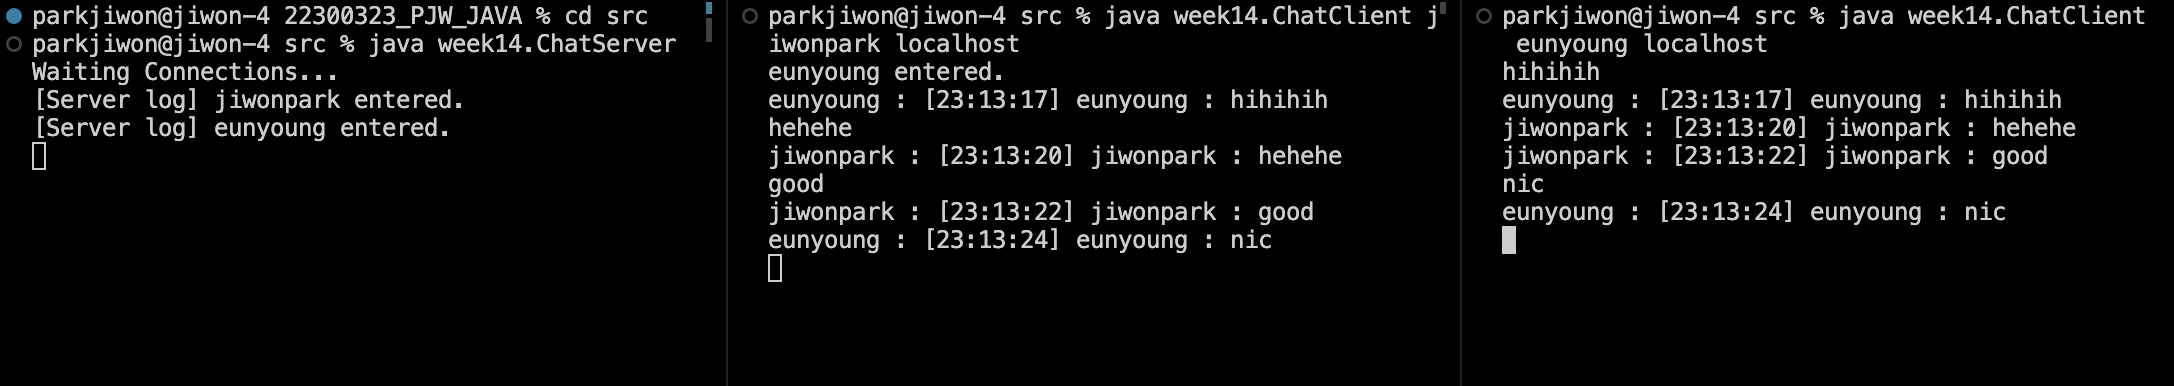 parkjiwon@jiwon-4 22300323_PJW_JAVA % cd src
parkjiwon@jiwon-4 src % java week14.ChatServer
Waiting Connections...
[Server log] jiwonpark entered.
[Server log] eunyoung entered.
parkjiwon@jiwon-4 src % java week14.ChatClient j
iwonpark localhost
eunyoung entered.
eunyoung : [23:13:17] eunyoung : hihihih
hehehe
jiwonpark : [23:13:20] jiwonpark : hehehe
good
jiwonpark : [23:13:22] jiwonpark : good
eunyoung : [23:13:24] eunyoung : nic
parkjiwon@jiwon-4 src % java week14.ChatClient
 eunyoung localhost
hihihih
eunyoung : [23:13:17] eunyoung : hihihih
jiwonpark : [23:13:20] jiwonpark : hehehe
jiwonpark : [23:13:22] jiwonpark : good
nic
eunyoung : [23:13:24] eunyoung : nic